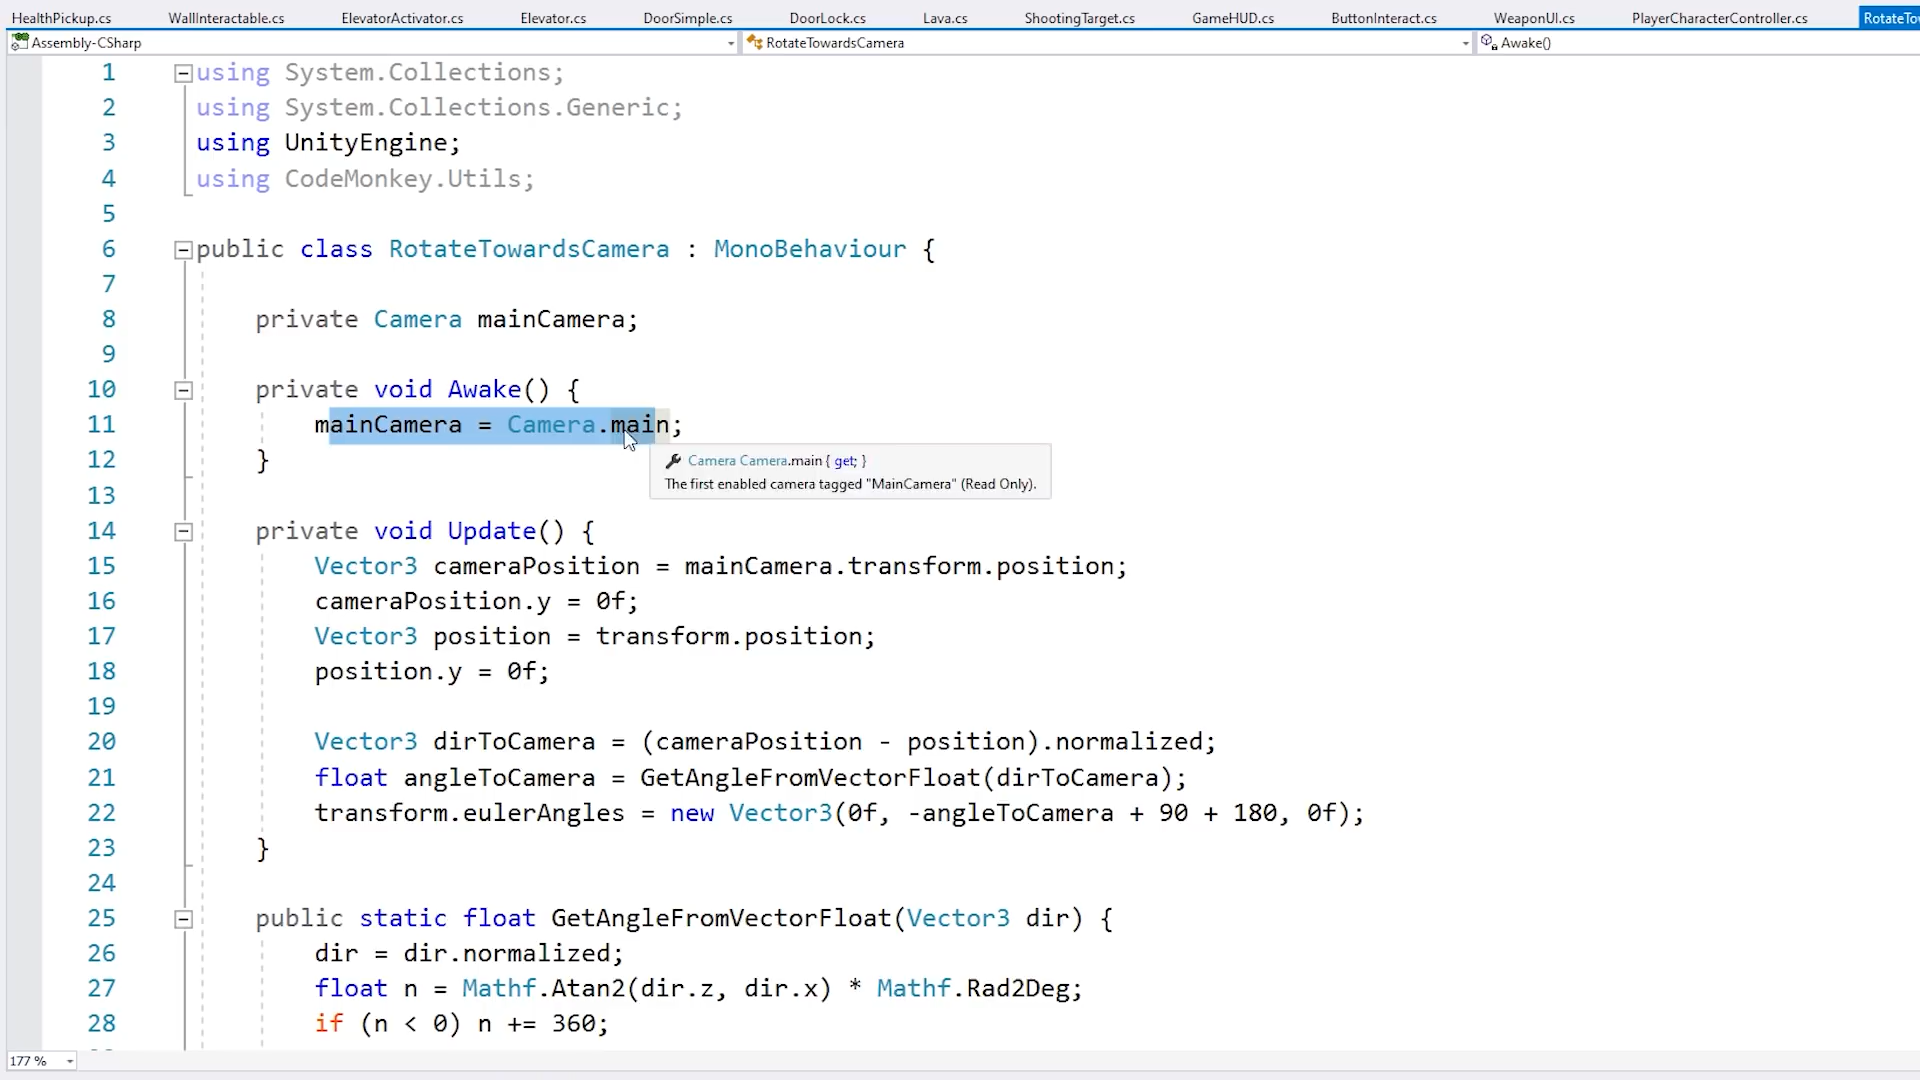 HealthPickup.cs WallInteractable.cs ElevatorActivator.cs Elevator.cs DoorSimple.cs DoorLock.cs Lava.cs ShootingTarget.cs GameHUD.cs ButtonInteract.cs WeaponUI.cs PlayerCharacterController.cs RotateTow
Assembly-CSharp RotateTowardsCamera Awake()
1 using System.Collections;
2 using System.Collections.Generic;
3 using UnityEngine;
4 using CodeMonkey.Utils;
5
6 public class RotateTowardsCamera : MonoBehaviour {
7
8 private Camera mainCamera;
9
10 private void Awake() {
11 mainCamera = Camera.main;
12 }
Camera Camera.main { get; }
The first enabled camera tagged "MainCamera" (Read Only).
13
14 private void Update() {
15 Vector3 cameraPosition = mainCamera.transform.position;
16 cameraPosition.y = 0f;
17 Vector3 position = transform.position;
18 position.y = 0f;
19
20 Vector3 dirToCamera = (cameraPosition - position).normalized;
21 float angleToCamera = GetAngleFromVectorFloat(dirToCamera);
22 transform.eulerAngles = new Vector3(0f, -angleToCamera + 90 + 180, 0f);
23 }
24
25 public static float GetAngleFromVectorFloat(Vector3 dir) {
26 dir = dir.normalized;
27 float n = Mathf.Atan2(dir.z, dir.x) * Mathf.Rad2Deg;
28 if (n < 0) n += 360;
177 %